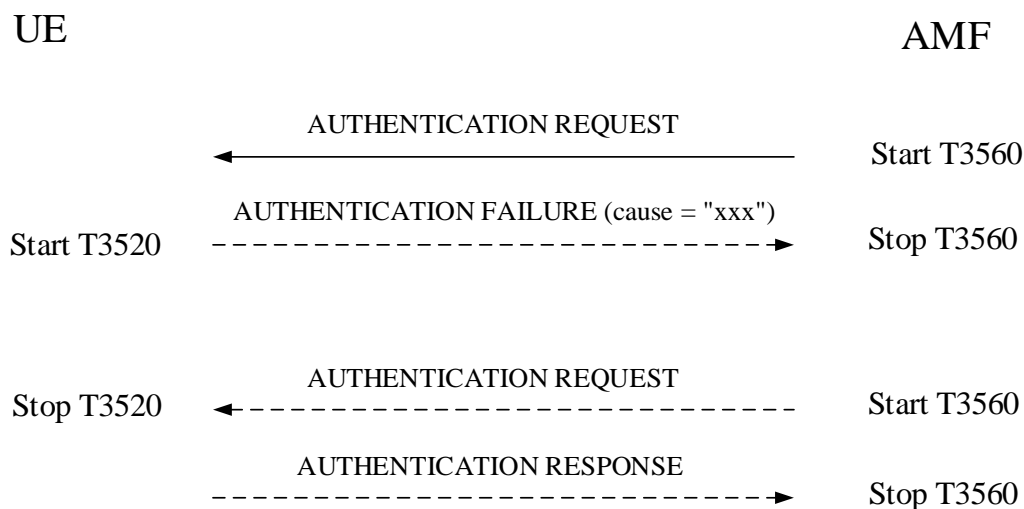 UE
AMF
AUTHENTICATION REQUEST
Start T3560
AUTHENTICATION FAILURE (cause = "xxx")
Start T3520
Stop T3560
AUTHENTICATION REQUEST
Stop T3520
Start T3560
AUTHENTICATION RESPONSE
Stop T3560